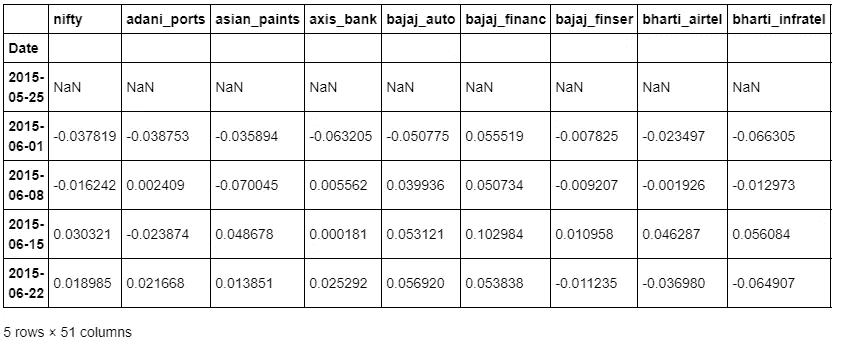 nifty adani_ports asian_paints axis_bank bajaj_auto bajaj_financ bajaj_finser bharti_airtel bharti_infratel
Date
2015-05-25 NaN NaN NaN NaN NaN NaN NaN NaN NaN
2015-06-01 -0.037819 -0.038753 -0.035894 -0.063205 -0.050775 0.055519 -0.007825 -0.023497 -0.066305
2015-06-08 -0.016242 0.002409 -0.070045 0.005562 0.039936 0.050734 -0.009207 -0.001926 -0.012973
2015-06-15 0.030321 -0.023874 0.048678 0.000181 0.053121 0.102984 0.010958 0.046287 0.056084
2015-06-22 0.018985 0.021668 0.013851 0.025292 0.056920 0.053838 -0.011235 -0.036980 -0.064907
5 rows × 51 columns